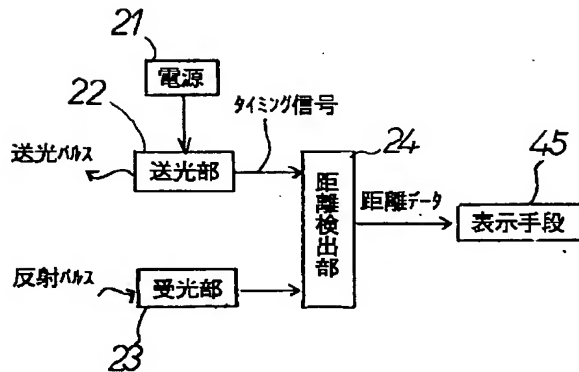 21
電源
22
タイミング信号
24
45
送光パルス
送光部
距離検出部
距離データ
表示手段
反射パルス
受光部
23